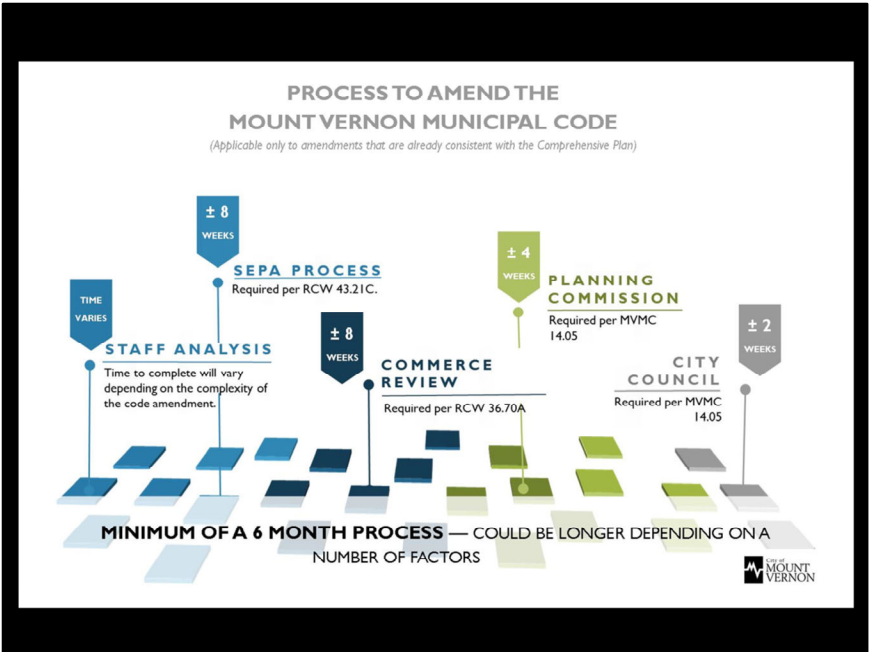 PROCESS TO AMEND THE
MOUNT VERNON MUNICIPAL CODE
(Applicable only to amendments that are already consistent with the Comprehensive Plan)
TIME
VARIES
STAFF ANALYSIS
Time to complete will vary
depending on the complexity of
the code amendment.
± 8
WEEKS
SEPA PROCESS
Required per RCW 43.21C.
± 8
WEEKS
COMMERCE
REVIEW
Required per RCW 36.70A
± 4
WEEKS
PLANNING
COMMISSION
Required per MVMC
14.05
± 2
WEEKS
CITY
COUNCIL
Required per MVMC
14.05
MINIMUM OF A 6 MONTH PROCESS — COULD BE LONGER DEPENDING ON A
NUMBER OF FACTORS
City of
MOUNT
VERNON